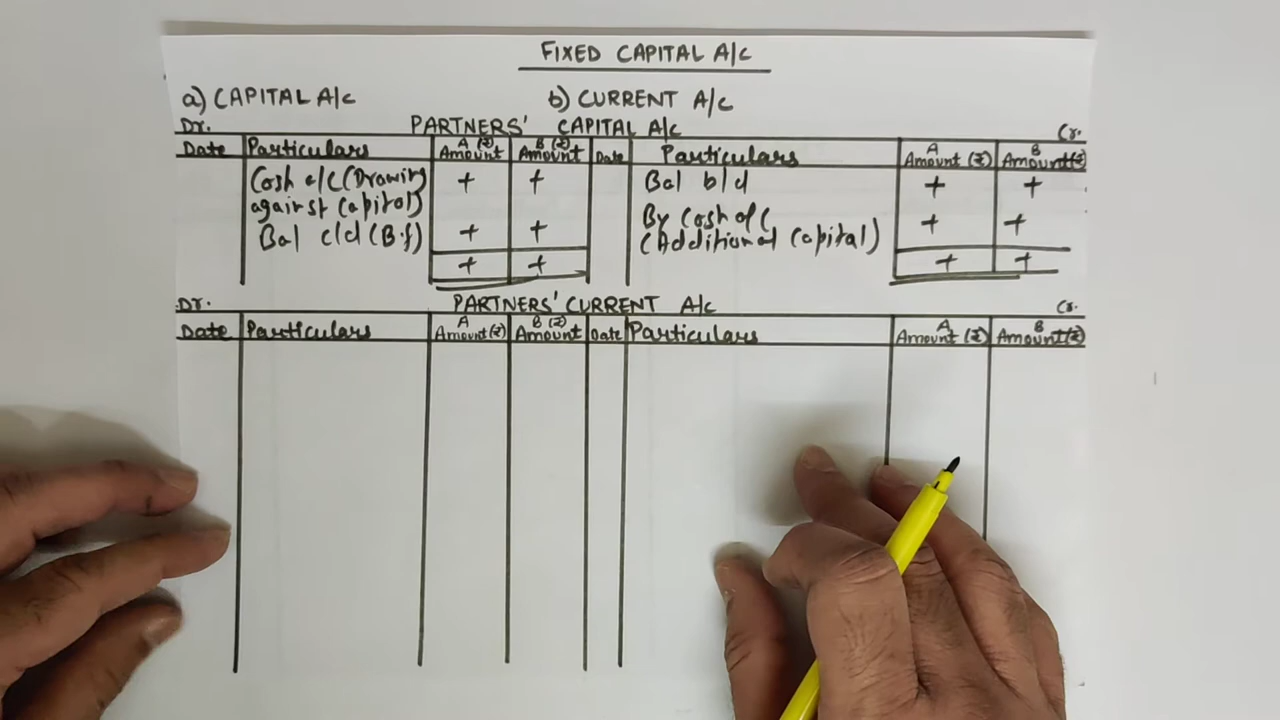 FIXED CAPITAL A/c
a) CAPITAL A/c b) CURRENT A/c
Dr. PARTNERS' CAPITAL A/c Cr.
Date Particulars A (₹) Amount B (₹) Amount Date Particulars A Amount (₹) B Amount (₹)
Cash a/c (Drawing + + Bal b/d + +
against Capital) By Cash a/c + +
Bal c/d (B.f) + + (Additional Capital)
+ + + +
Dr. PARTNERS' CURRENT A/c Cr.
Date Particulars A Amount (₹) B (₹) Amount Date Particulars A Amount (₹) B Amount (₹)